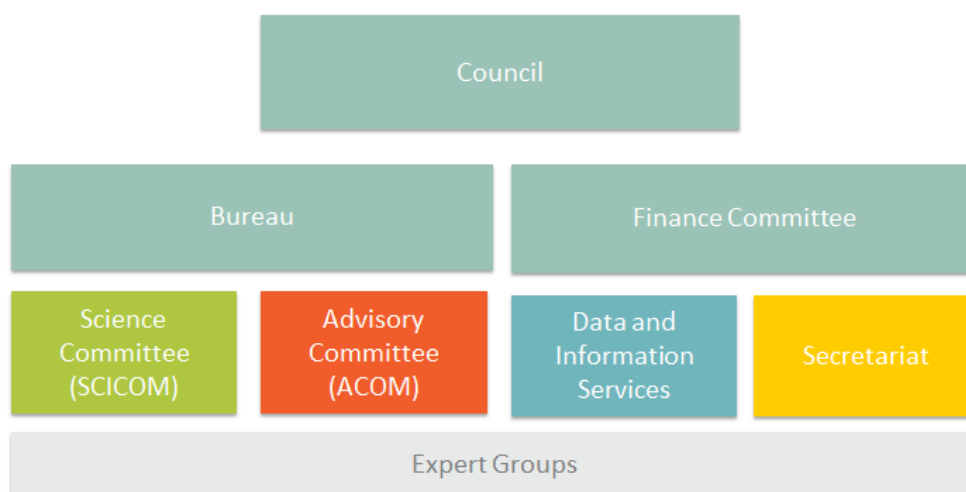 Council
Bureau
Finance Committee
Science
Committee
(SCICOM)
Advisory
Committee
(ACOM)
Data and
Information
Services
Secretariat
Expert Groups